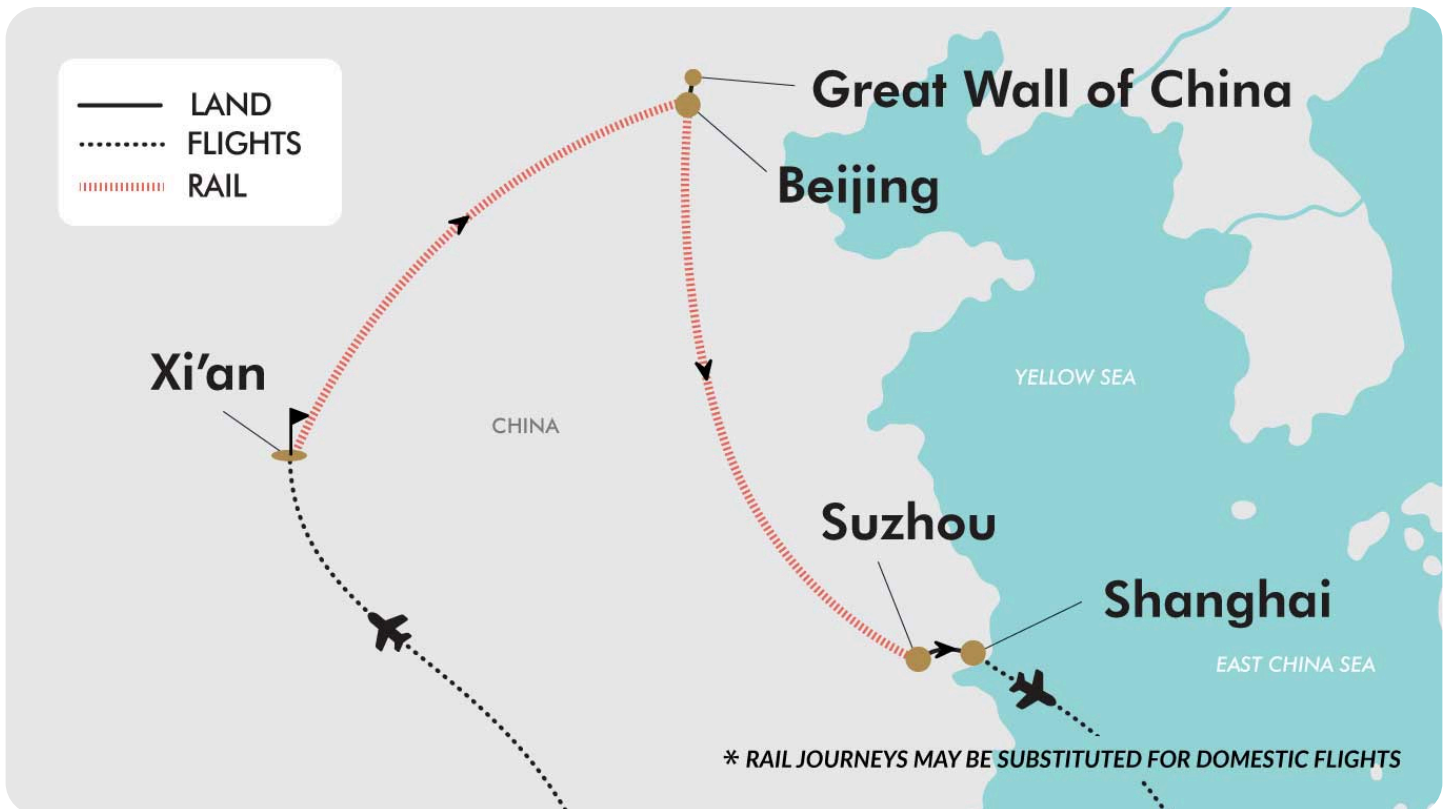 LAND
FLIGHTS
RAIL
Great Wall of China
Beijing
Xi’an
CHINA
YELLOW SEA
Suzhou
Shanghai
EAST CHINA SEA
* RAIL JOURNEYS MAY BE SUBSTITUTED FOR DOMESTIC FLIGHTS